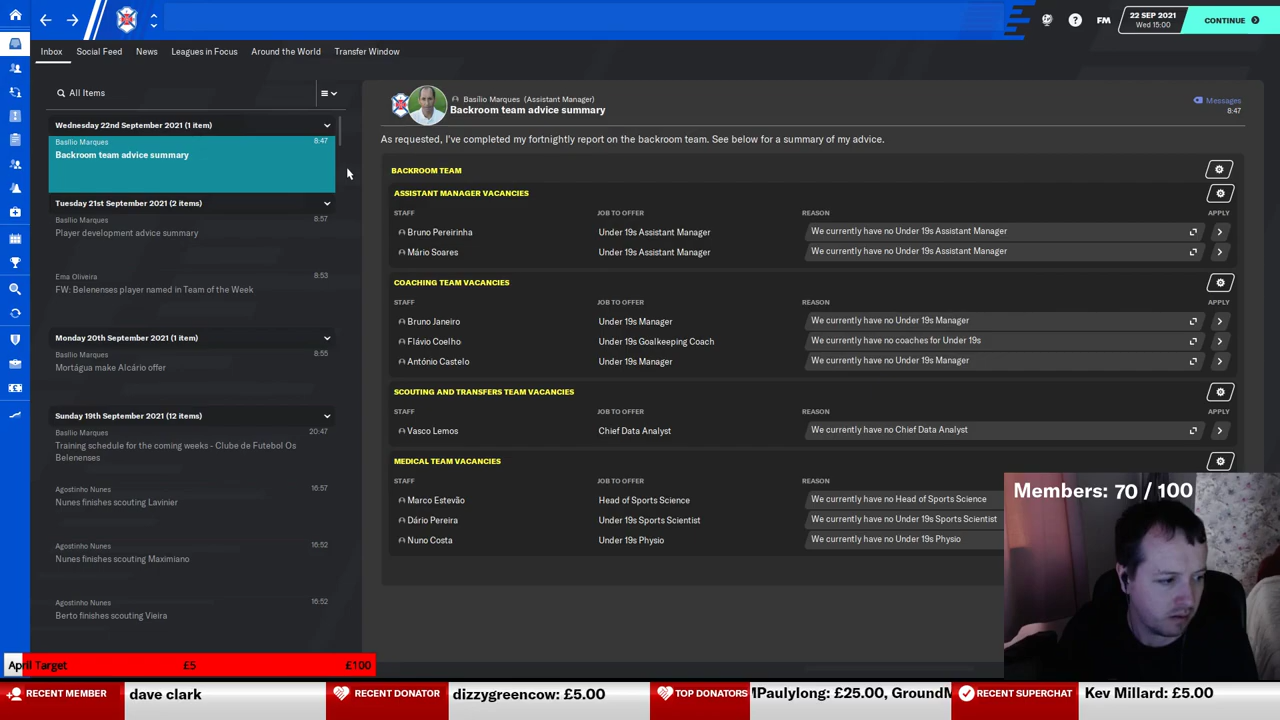 FM
22 SEP 2021
Wed 15:00
CONTINUE
Inbox
Social Feed
News
Leagues in Focus
Around the World
Transfer Window
All Items
Wednesday 22nd September 2021 (1 item)
Basílio Marques
8:47
Backroom team advice summary
Tuesday 21st September 2021 (2 items)
Basílio Marques
8:57
Player development advice summary
Ema Oliveira
8:53
FW: Belenenses player named in Team of the Week
Monday 20th September 2021 (1 item)
Basílio Marques
8:55
Mortágua make Alcário offer
Sunday 19th September 2021 (12 items)
Basílio Marques
20:47
Training schedule for the coming weeks - Clube de Futebol Os
Belenenses
Agostinho Nunes
16:57
Nunes finishes scouting Lavinier
Agostinho Nunes
16:52
Nunes finishes scouting Maximiano
Agostinho Nunes
16:52
Berto finishes scouting Vieira
Basílio Marques (Assistant Manager)
Backroom team advice summary
Messages
8:47
As requested, I've completed my fortnightly report on the backroom team. See below for a summary of my advice.
BACKROOM TEAM
ASSISTANT MANAGER VACANCIES
STAFF JOB TO OFFER REASON APPLY
Bruno Pereirinha Under 19s Assistant Manager We currently have no Under 19s Assistant Manager
Mário Soares Under 19s Assistant Manager We currently have no Under 19s Assistant Manager
COACHING TEAM VACANCIES
STAFF JOB TO OFFER REASON APPLY
Bruno Janeiro Under 19s Manager We currently have no Under 19s Manager
Flávio Coelho Under 19s Goalkeeping Coach We currently have no coaches for Under 19s
António Castelo Under 19s Manager We currently have no Under 19s Manager
SCOUTING AND TRANSFERS TEAM VACANCIES
STAFF JOB TO OFFER REASON APPLY
Vasco Lemos Chief Data Analyst We currently have no Chief Data Analyst
MEDICAL TEAM VACANCIES
STAFF JOB TO OFFER REASON
Marco Estevão Head of Sports Science We currently have no Head of Sports Science
Dário Pereira Under 19s Sports Scientist We currently have no Under 19s Sports Scientist
Nuno Costa Under 19s Physio We currently have no Under 19s Physio
Members: 70 / 100
April Target £5 £100
RECENT MEMBER
dave clark
RECENT DONATOR
dizzygreencow: £5.00
TOP DONATORS
MPaulylong: £25.00, GroundM
RECENT SUPERCHAT
Kev Millard: £5.00